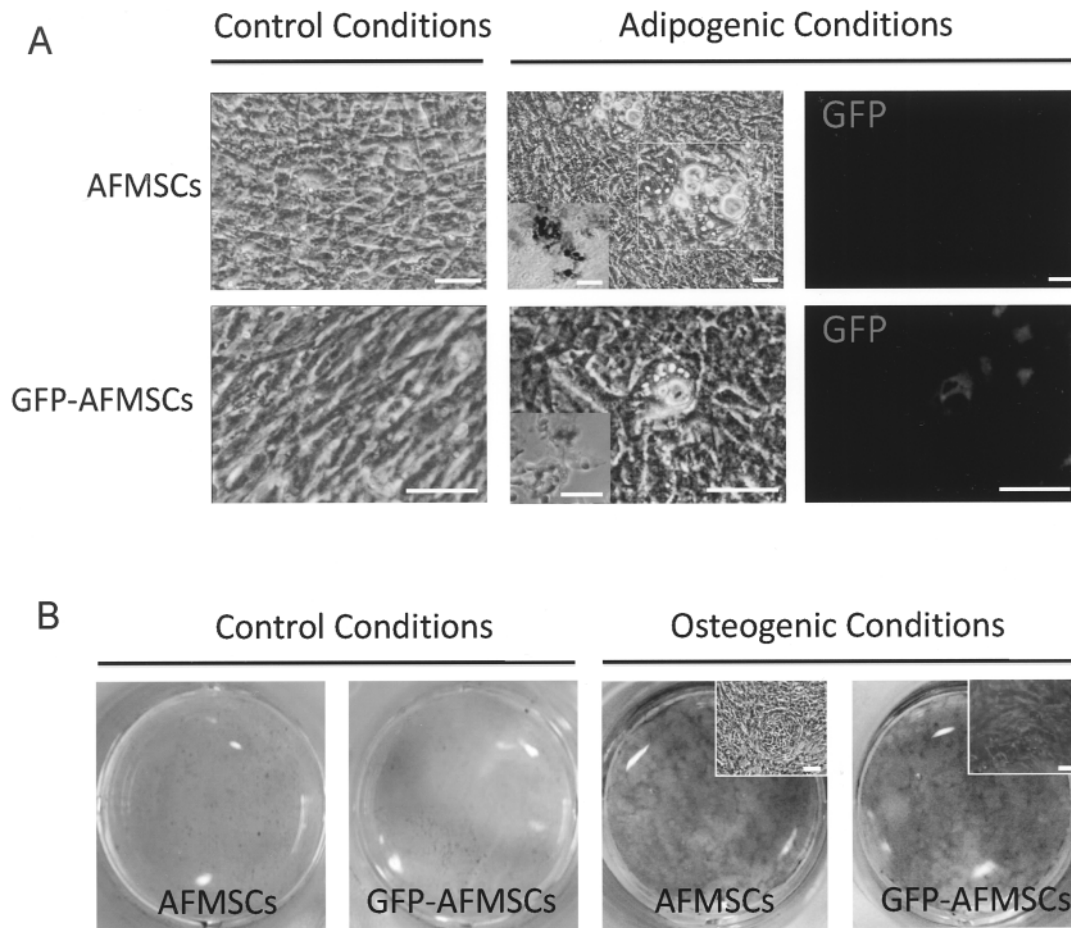 A
Control Conditions
Adipogenic Conditions
AFMSCs
GFP
GFP-AFMSCs
GFP
B
Control Conditions
Osteogenic Conditions
AFMSCs
GFP-AFMSCs
AFMSCs
GFP-AFMSCs